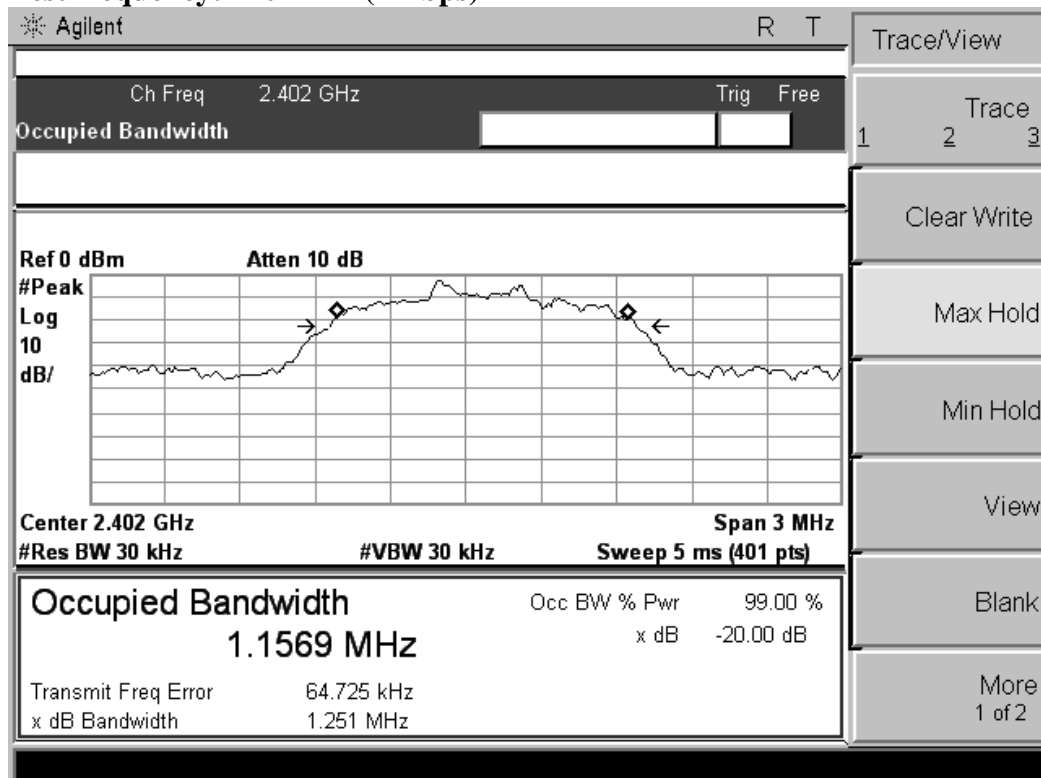 Agilent R T
Trace/View
Ch Freq 2.402 GHz Trig Free
Occupied Bandwidth
Trace
1 2 3
Clear Write
Ref 0 dBm Atten 10 dB
#Peak
Log
10
dB/
Max Hold
Min Hold
View
Center 2.402 GHz Span 3 MHz
#Res BW 30 kHz #VBW 30 kHz Sweep 5 ms (401 pts)
Occupied Bandwidth
1.1569 MHz
Occ BW % Pwr 99.00 %
x dB -20.00 dB
Transmit Freq Error 64.725 kHz
x dB Bandwidth 1.251 MHz
Blank
More
1 of 2